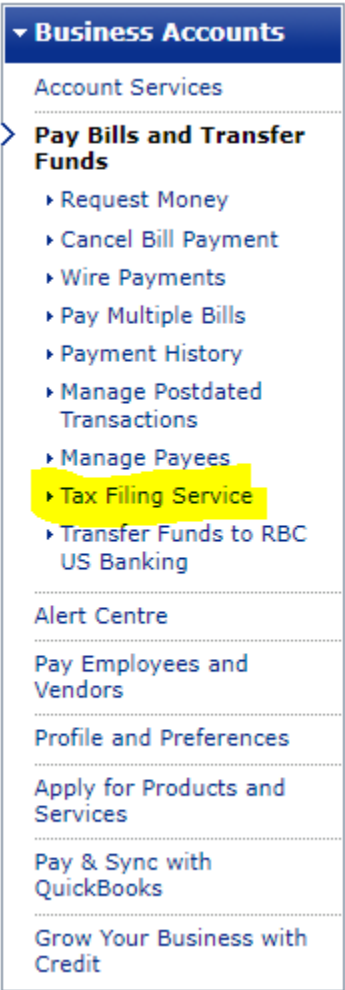 Business Accounts
Account Services
Pay Bills and Transfer
Funds
Request Money
Cancel Bill Payment
Wire Payments
Pay Multiple Bills
Payment History
Manage Postdated
Transactions
Manage Payees
Tax Filing Service
Transfer Funds to RBC
US Banking
Alert Centre
Pay Employees and
Vendors
Profile and Preferences
Apply for Products and
Services
Pay & Sync with
QuickBooks
Grow Your Business with
Credit